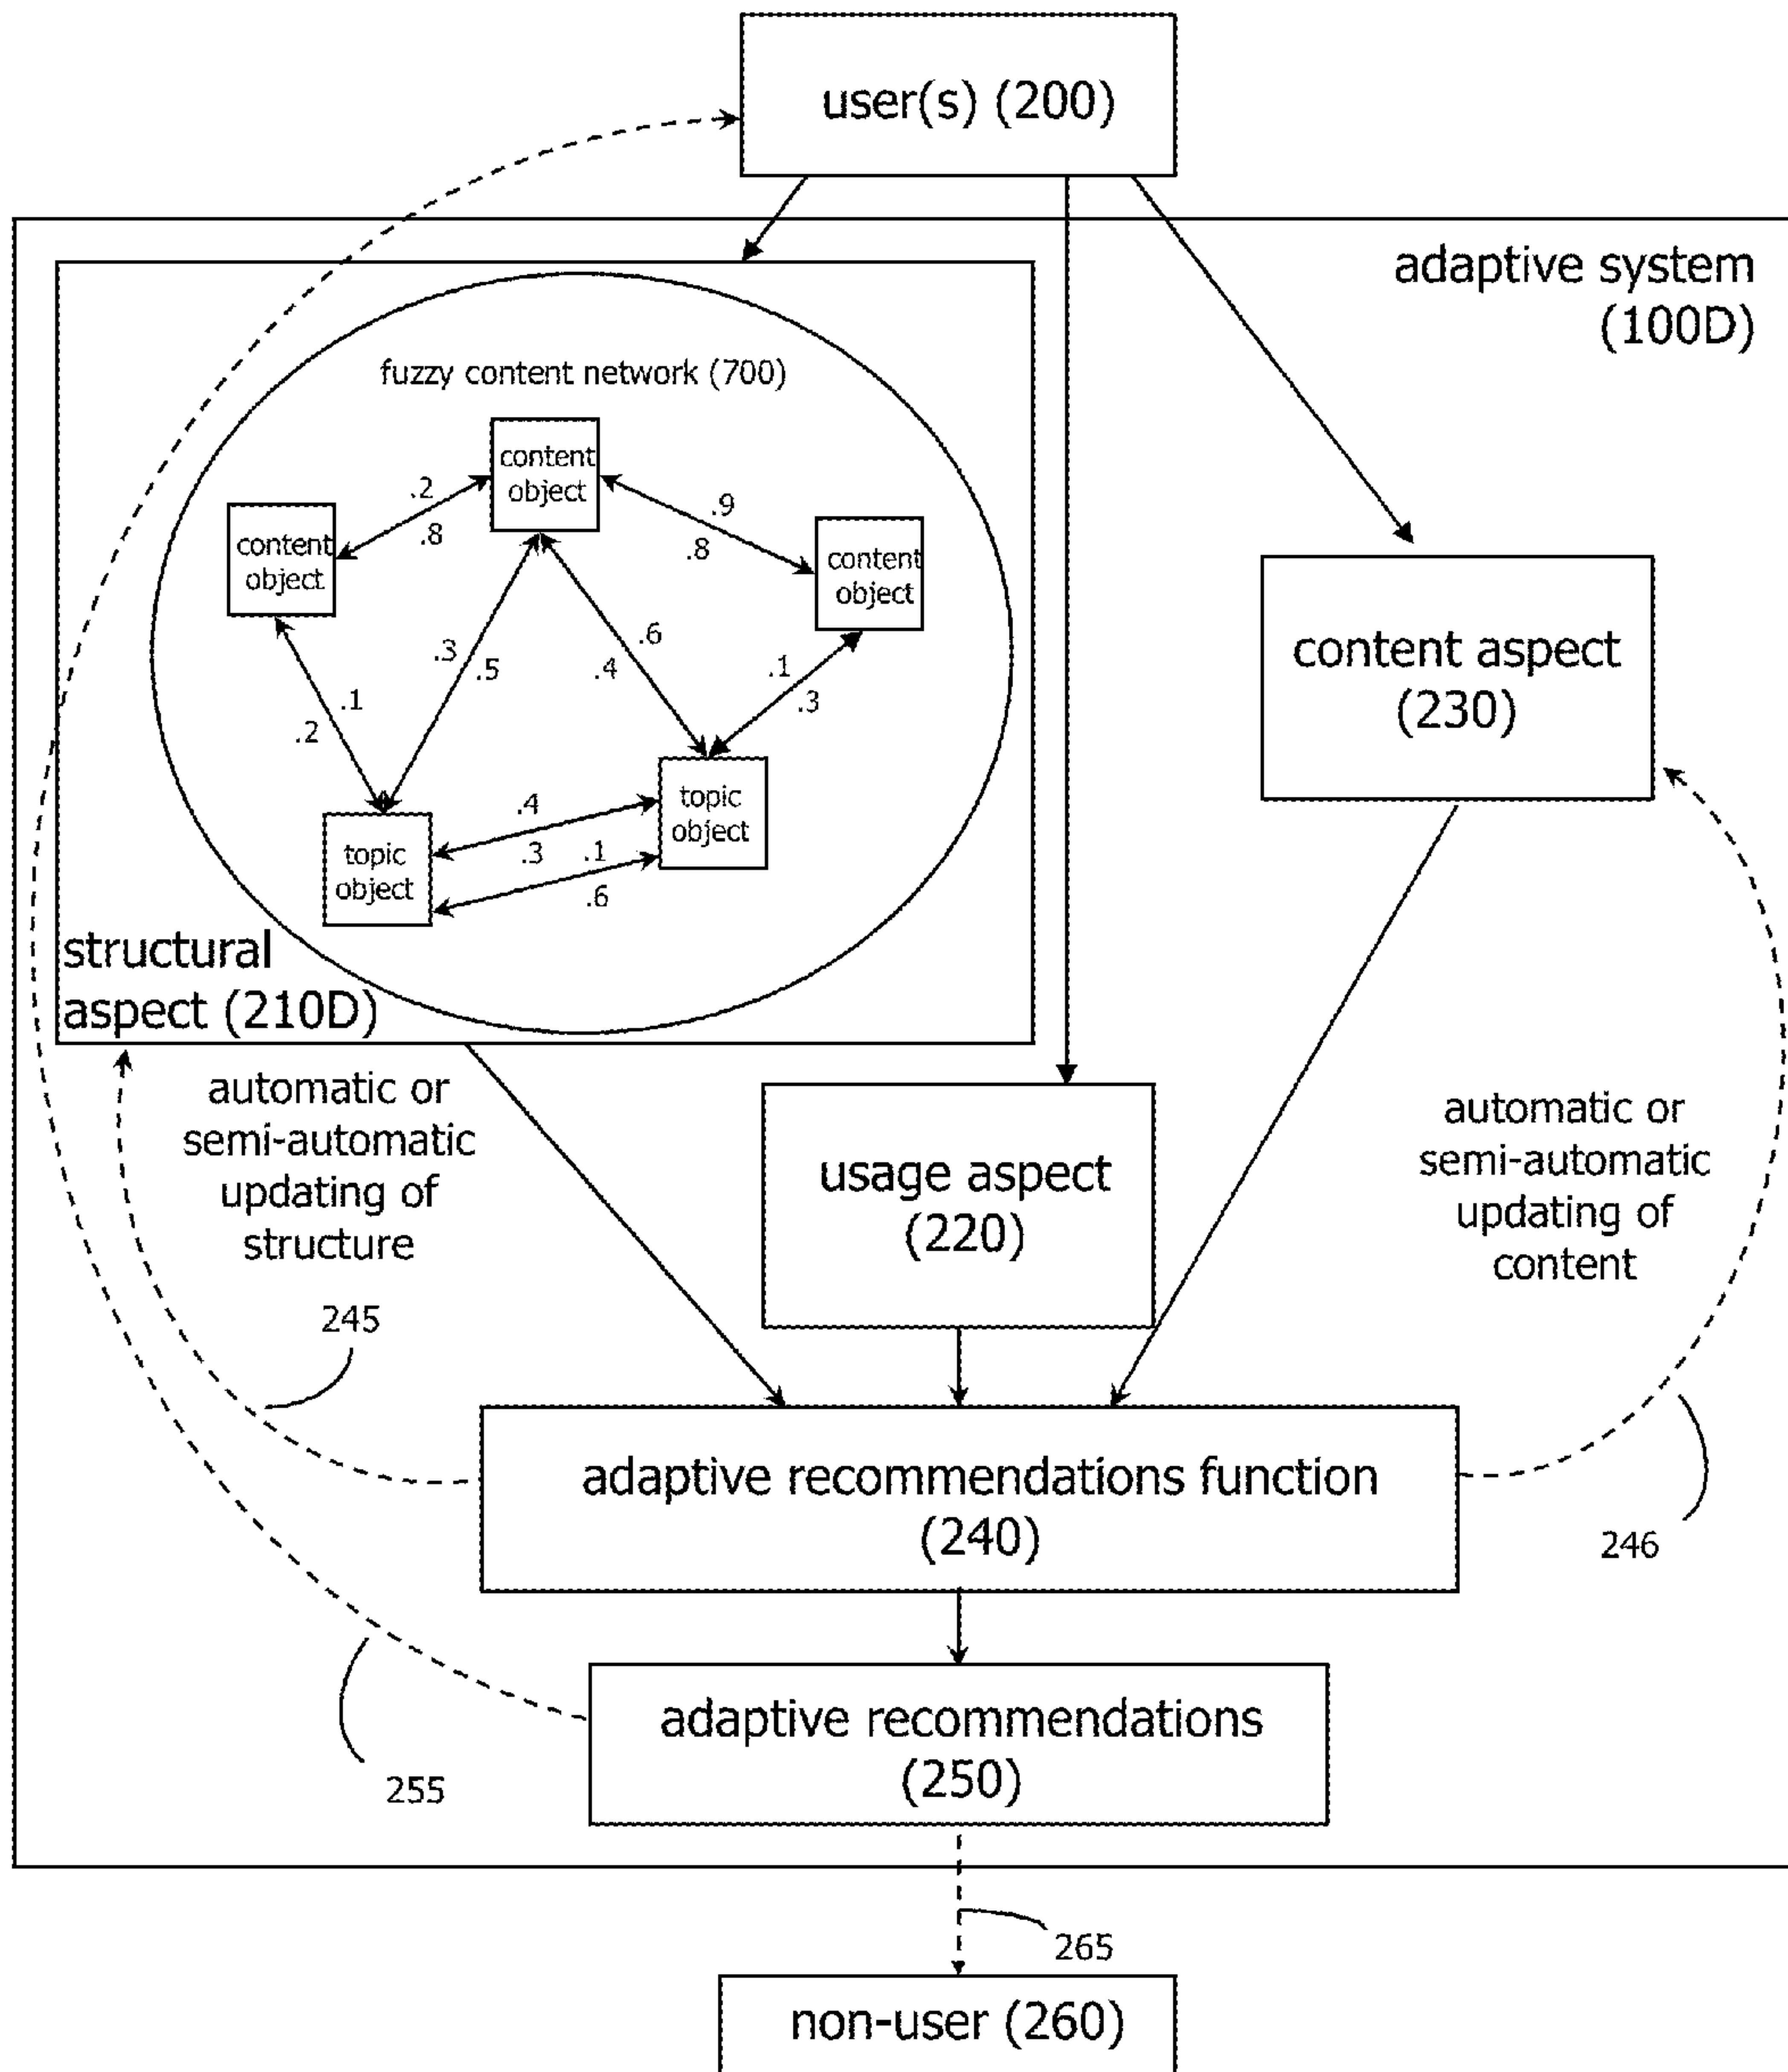 user(s) (200)
adaptive system
(100D)
fuzzy content network (700)
content
object
.2
.8
content
object
.9
.8
content
object
.3
.5
.6
.4
.1
.3
.1
.2
content aspect
(230)
topic
object
.4
.3
.1
.6
topic
object
structural
aspect (210D)
automatic or
semi-automatic
updating of
structure
usage aspect
(220)
automatic or
semi-automatic
updating of
content
245
adaptive recommendations function
(240)
246
adaptive recommendations
(250)
255
265
non-user (260)